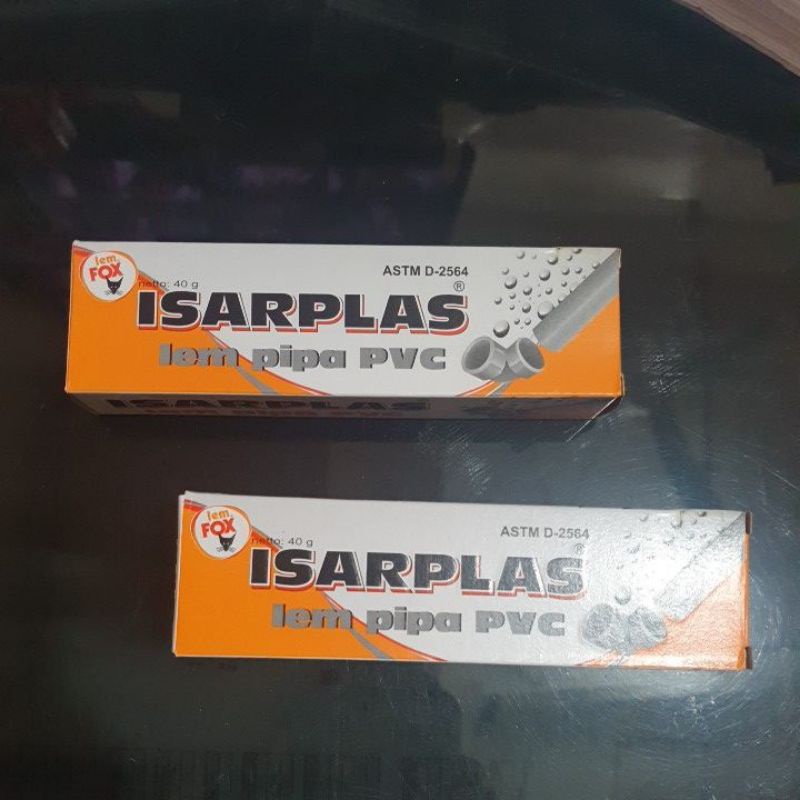 lem
FOX
netto: 40 g
ASTM D-2564
ISARPLAS®
lem pipa PVC
ISARPLAS
lem
FOX
netto: 40 g
ASTM D-2564
ISARPLAS®
lem pipa PVC